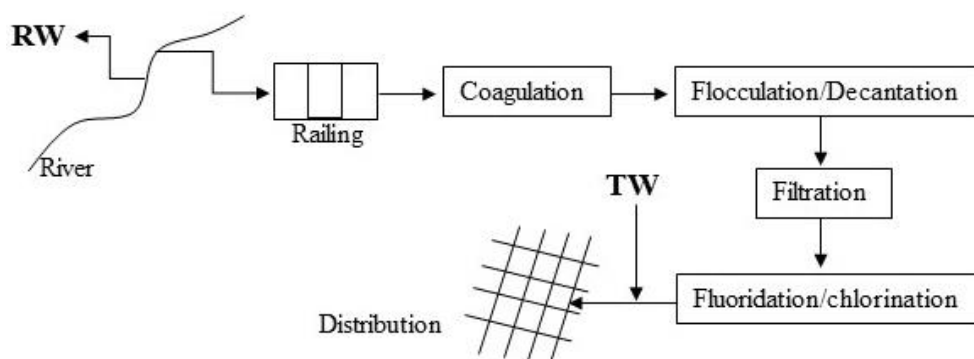 RW
River
Railing
Coagulation
Flocculation/Decantation
Filtration
Fluoridation/chlorination
TW
Distribution